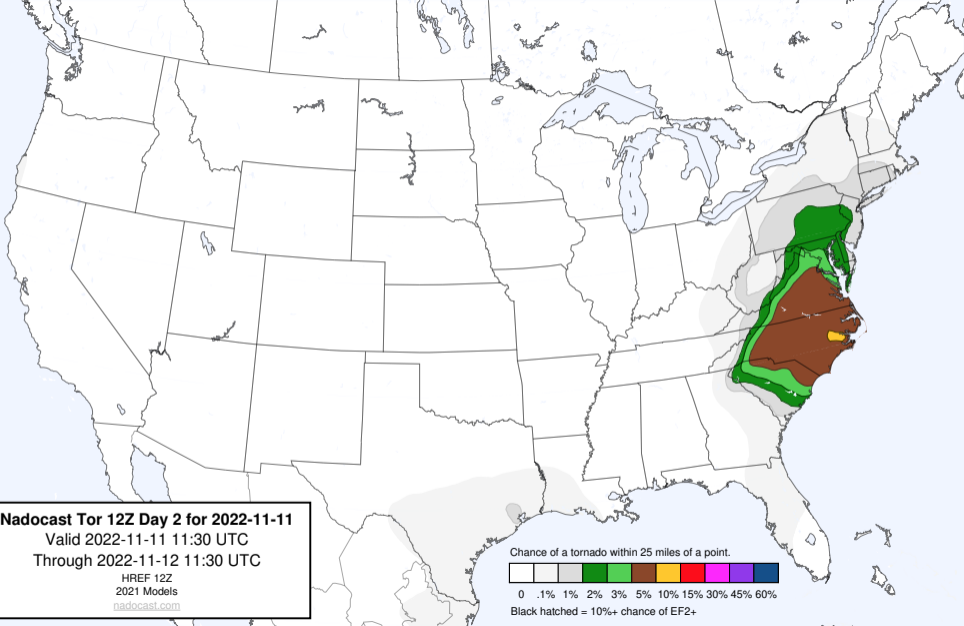 Nadocast Tor 12Z Day 2 for 2022-11-11
Valid 2022-11-11 11:30 UTC
Through 2022-11-12 11:30 UTC
HREF 12Z
2021 Models
nadocast.com
Chance of a tornado within 25 miles of a point.
0 .1% 1% 2% 3% 5% 10% 15% 30% 45% 60%
Black hatched = 10%+ chance of EF2+